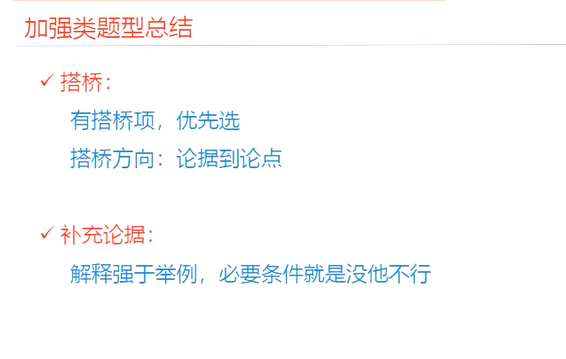 加强类题型总结
✓ 搭桥：
有搭桥项，优先选
搭桥方向：论据到论点
✓ 补充论据：
解释强于举例，必要条件就是没他不行